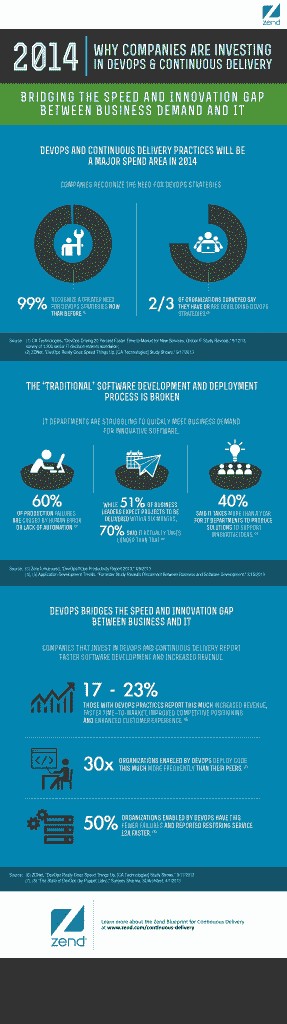 zend
2014
WHY COMPANIES ARE INVESTING
IN DEVOPS & CONTINUOUS DELIVERY
BRIDGING THE SPEED AND INNOVATION GAP
BETWEEN BUSINESS DEMAND AND IT
DEVOPS AND CONTINUOUS DELIVERY PRACTICES WILL BE
A MAJOR SPEND AREA IN 2014
COMPANIES RECOGNIZE THE NEED FOR DEVOPS STRATEGIES
99%
RECOGNIZE A GREATER NEED
FOR DEVOPS STRATEGIES NOW
THAN BEFORE
2/3
OF ORGANIZATIONS SURVEYED SAY
THEY HAVE OR ARE DEVELOPING DEVOPS
STRATEGIES
THE "TRADITIONAL" SOFTWARE DEVELOPMENT AND DEPLOYMENT
PROCESS IS BROKEN
IT DEPARTMENTS ARE STRUGGLING TO QUICKLY MEET BUSINESS DEMAND
FOR INNOVATIVE SOFTWARE.
60%
OF PRODUCTION FAILURES
ARE CAUSED BY HUMAN ERROR
OR LACK OF AUTOMATION
WHILE 51% OF BUSINESS
LEADERS EXPECT PROJECTS TO BE
DELIVERED WITHIN SIX MONTHS,
70% SAID IT ACTUALLY TAKES
LONGER THAN THAT
40%
SAID IT TAKES MORE THAN A YEAR
FOR IT DEPARTMENTS TO PRODUCE
SOLUTIONS TO SUPPORT
INNOVATIVE IDEAS.
DEVOPS BRIDGES THE SPEED AND INNOVATION GAP
BETWEEN BUSINESS AND IT
COMPANIES THAT INVEST IN DEVOPS AND CONTINUOUS DELIVERY REPORT
FASTER SOFTWARE DEVELOPMENT AND INCREASED REVENUE
17 - 23%
THOSE WITH DEVOPS PRACTICES REPORT THIS MUCH INCREASED REVENUE,
FASTER TIME-TO-MARKET, IMPROVED COMPETITIVE POSITIONING
AND ENHANCED CUSTOMER EXPERIENCE.
30x
ORGANIZATIONS ENABLED BY DEVOPS DEPLOY CODE
THIS MUCH MORE FREQUENTLY THAN THEIR PEERS.
50%
ORGANIZATIONS ENABLED BY DEVOPS HAVE THIS
FEWER FAILURES AND REPORTED RESTORING SERVICE
12X FASTER.
zend
Learn more about the Zend Blueprint for Continuous Delivery
at www.zend.com/continuous-delivery